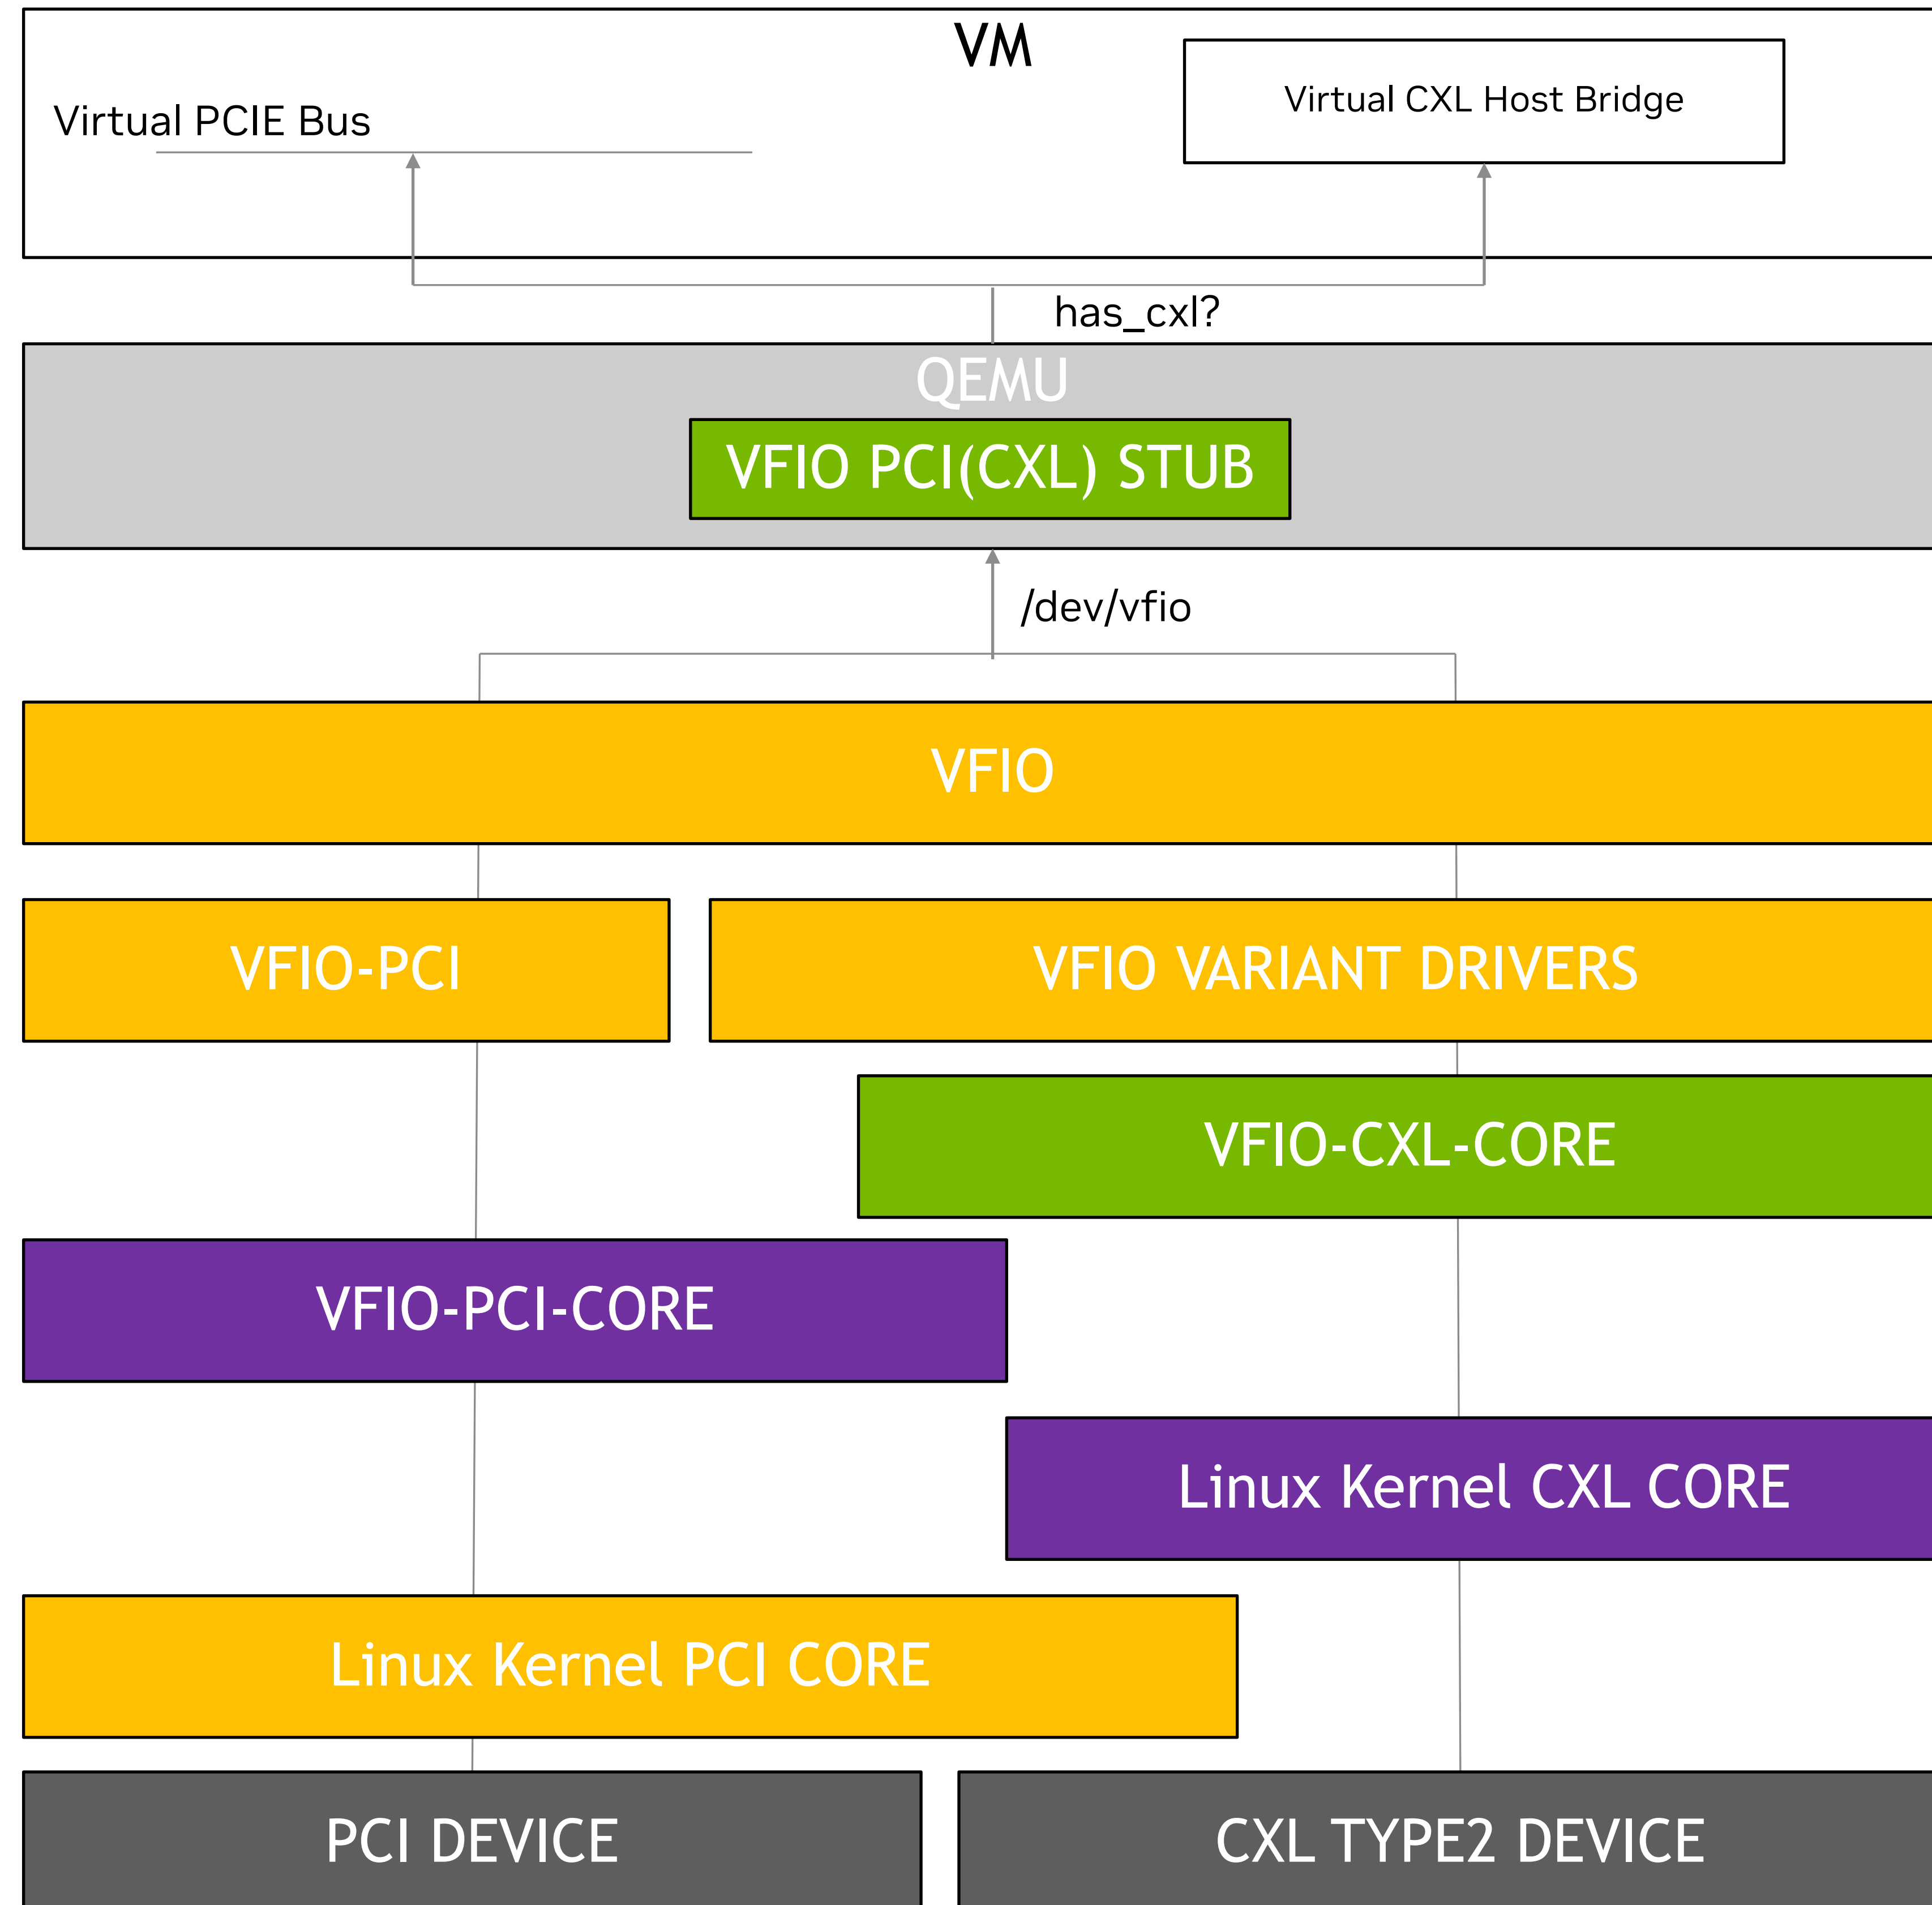 VM
Virtual PCIE Bus
Virtual CXL Host Bridge
has_cxl?
QEMU
VFIO PCI(CXL) STUB
/dev/vfio
VFIO
VFIO-PCI
VFIO VARIANT DRIVERS
VFIO-CXL-CORE
VFIO-PCI-CORE
Linux Kernel CXL CORE
Linux Kernel PCI CORE
PCI DEVICE
CXL TYPE2 DEVICE